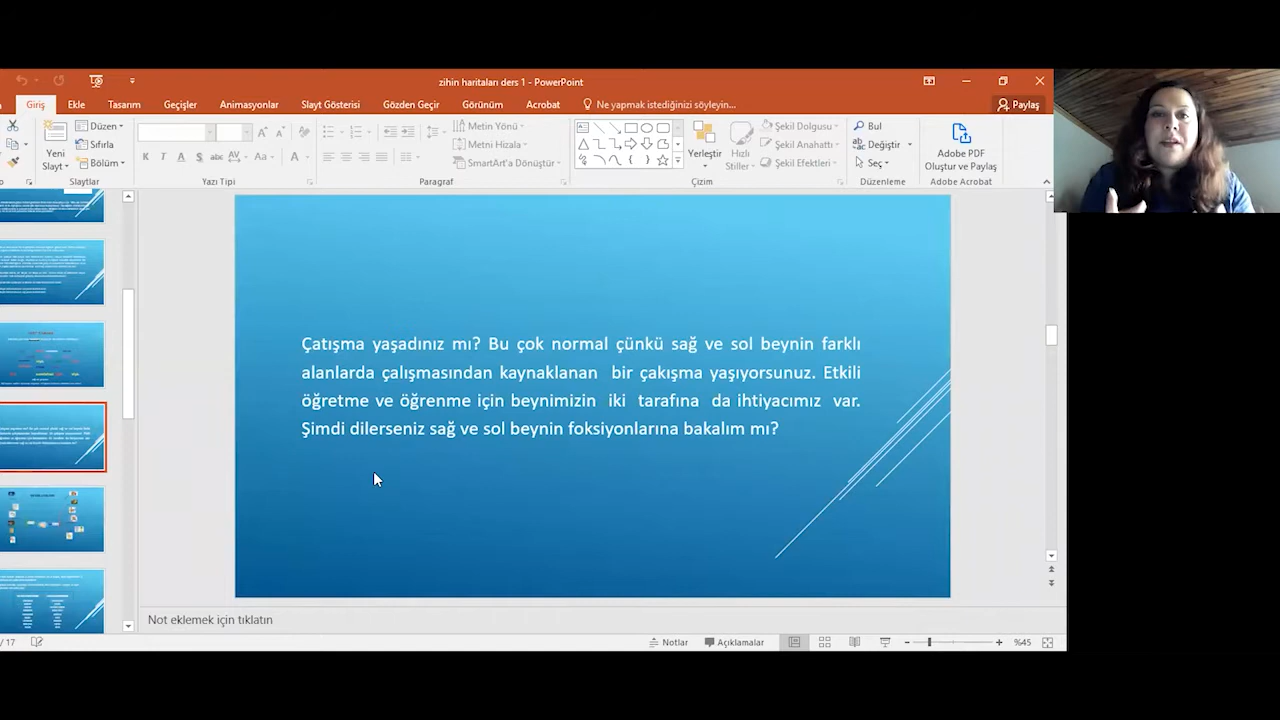 zihin haritaları ders 1 - PowerPoint
Giriş Ekle Tasarım Geçişler Animasyonlar Slayt Gösterisi Gözden Geçir Görünüm Acrobat Ne yapmak istediğinizi söyleyin... Paylaş
Yeni Slayt
Düzen
Sıfırla
Bölüm
Slaytlar
K T A S abc AV Aa A
Yazı Tipi
Metin Yönü
Metni Hizala
SmartArt'a Dönüştür
Paragraf
Yerleştir
Hızlı Stiller
Şekil Dolgusu
Şekil Anahattı
Şekil Efektleri
Çizim
Bul
Değiştir
Seç
Düzenleme
Adobe PDF
Oluştur ve Paylaş
Adobe Acrobat
Çatışma yaşadınız mı? Bu çok normal çünkü sağ ve sol beynin farklı
alanlarda çalışmasından kaynaklanan bir çakışma yaşıyorsunuz. Etkili
öğretme ve öğrenme için beynimizin iki tarafına da ihtiyacımız var.
Şimdi dilerseniz sağ ve sol beynin foksiyonlarına bakalım mı?
Not eklemek için tıklatın
/ 17
Notlar Açıklamalar %45